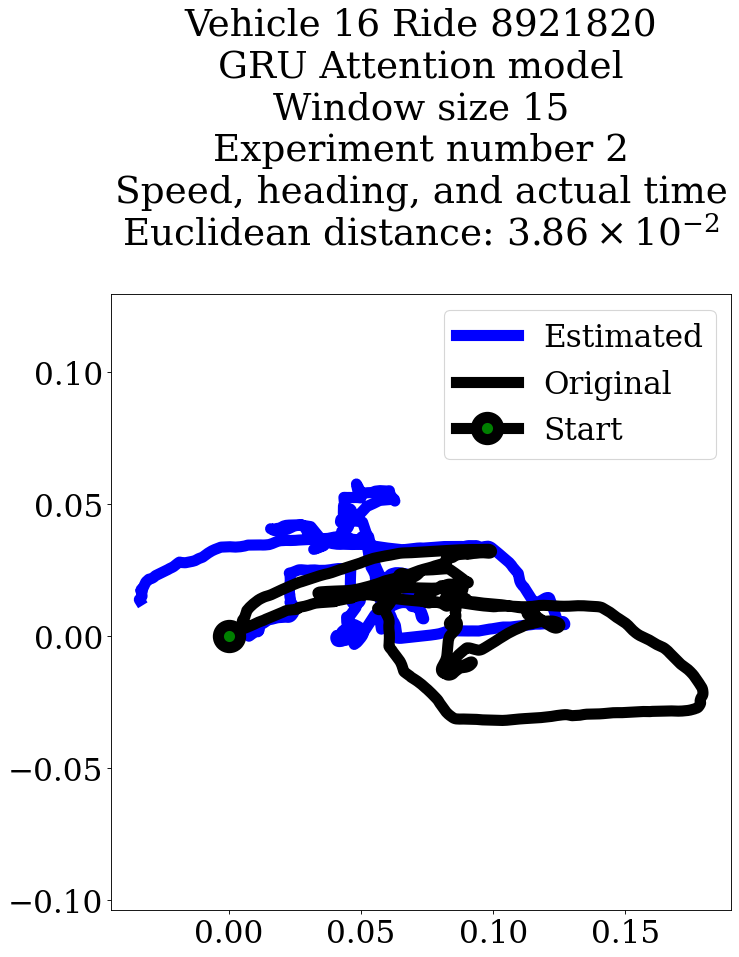 Vehicle 16 Ride 8921820
GRU Attention model
Window size 15
Experiment number 2
Speed, heading, and actual time
Euclidean distance: 3.86 × 10⁻²
Estimated
Original
Start
0.10
0.05
0.00
−0.05
−0.10
0.00 0.05 0.10 0.15